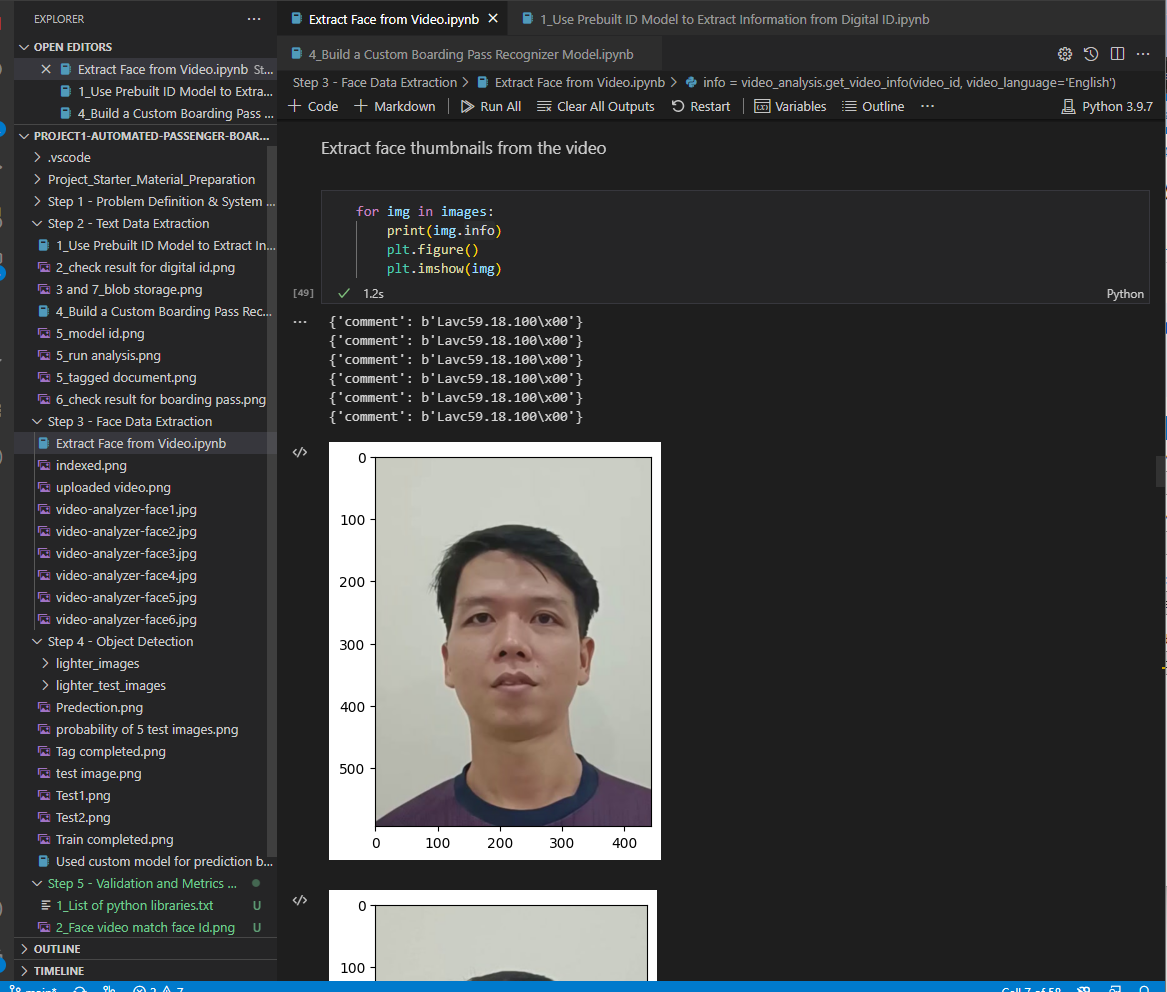 EXPLORER
OPEN EDITORS
Extract Face from Video.ipynb St...
1_Use Prebuilt ID Model to Extra...
4_Build a Custom Boarding Pass ...
PROJECT1-AUTOMATED-PASSENGER-BOAR...
.vscode
Project_Starter_Material_Preparation
Step 1 - Problem Definition & System ...
Step 2 - Text Data Extraction
1_Use Prebuilt ID Model to Extract In...
2_check result for digital id.png
3 and 7_blob storage.png
4_Build a Custom Boarding Pass Rec...
5_model id.png
5_run analysis.png
5_tagged document.png
6_check result for boarding pass.png
Step 3 - Face Data Extraction
Extract Face from Video.ipynb
indexed.png
uploaded video.png
video-analyzer-face1.jpg
video-analyzer-face2.jpg
video-analyzer-face3.jpg
video-analyzer-face4.jpg
video-analyzer-face5.jpg
video-analyzer-face6.jpg
Step 4 - Object Detection
lighter_images
lighter_test_images
Predection.png
probability of 5 test images.png
Tag completed.png
test image.png
Test1.png
Test2.png
Train completed.png
Used custom model for prediction b...
Step 5 - Validation and Metrics ...
1_List of python libraries.txt U
2_Face video match face Id.png U
OUTLINE
TIMELINE
Extract Face from Video.ipynb
1_Use Prebuilt ID Model to Extract Information from Digital ID.ipynb
4_Build a Custom Boarding Pass Recognizer Model.ipynb
Step 3 - Face Data Extraction > Extract Face from Video.ipynb > info = video_analysis.get_video_info(video_id, video_language='English')
+ Code + Markdown Run All Clear All Outputs Restart Variables Outline ... Python 3.9.7
Extract face thumbnails from the video
for img in images:
print(img.info)
plt.figure()
plt.imshow(img)
[49] 1.2s Python
{'comment': b'Lavc59.18.100\x00'}
{'comment': b'Lavc59.18.100\x00'}
{'comment': b'Lavc59.18.100\x00'}
{'comment': b'Lavc59.18.100\x00'}
{'comment': b'Lavc59.18.100\x00'}
{'comment': b'Lavc59.18.100\x00'}
0
100
200
300
400
500
0 100 200 300 400
0
100